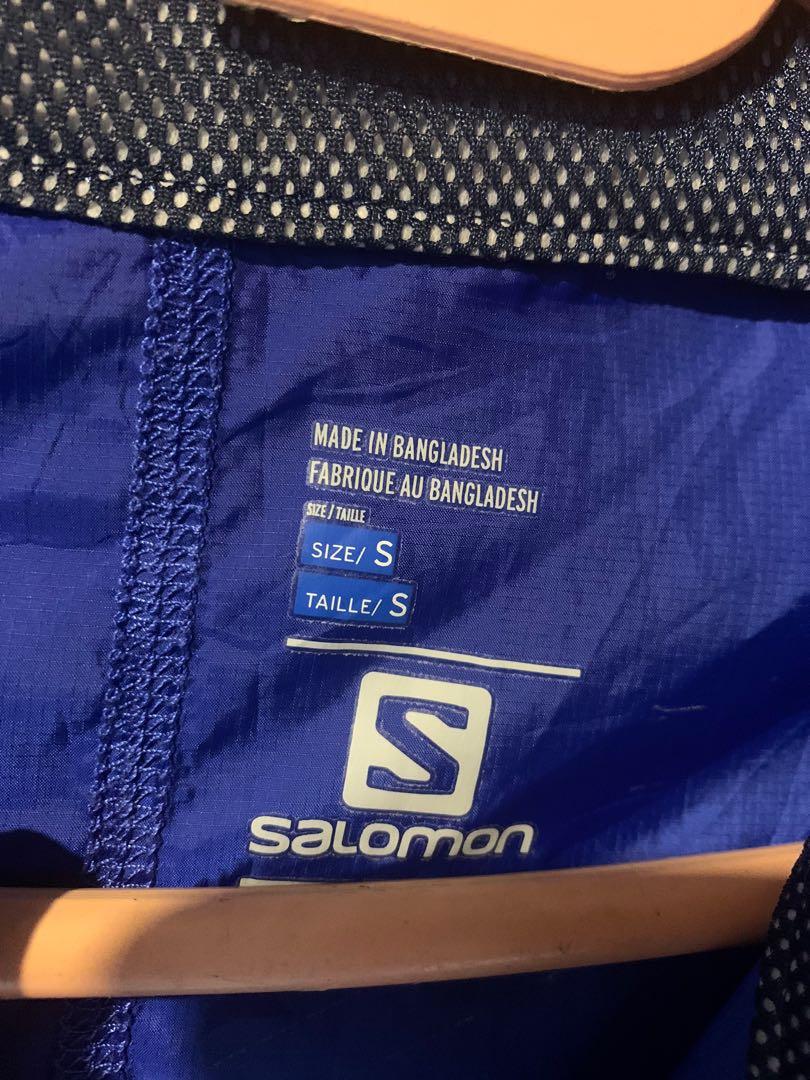 MADE IN BANGLADESH
FABRIQUE AU BANGLADESH
SIZE / TAILLE
SIZE/ S
TAILLE/ S
S
SALOMON